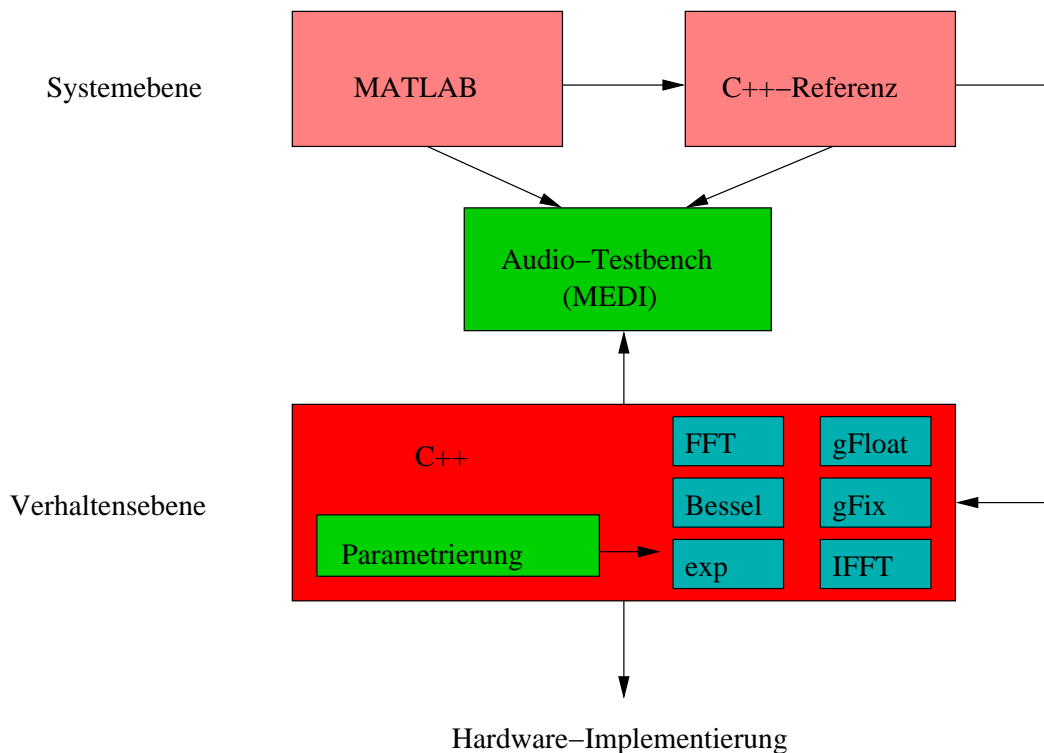 Systemebene
MATLAB
C++–Referenz
Audio–Testbench
(MEDI)
Verhaltensebene
C++
Parametrierung
FFT
gFloat
Bessel
gFix
exp
IFFT
Hardware–Implementierung